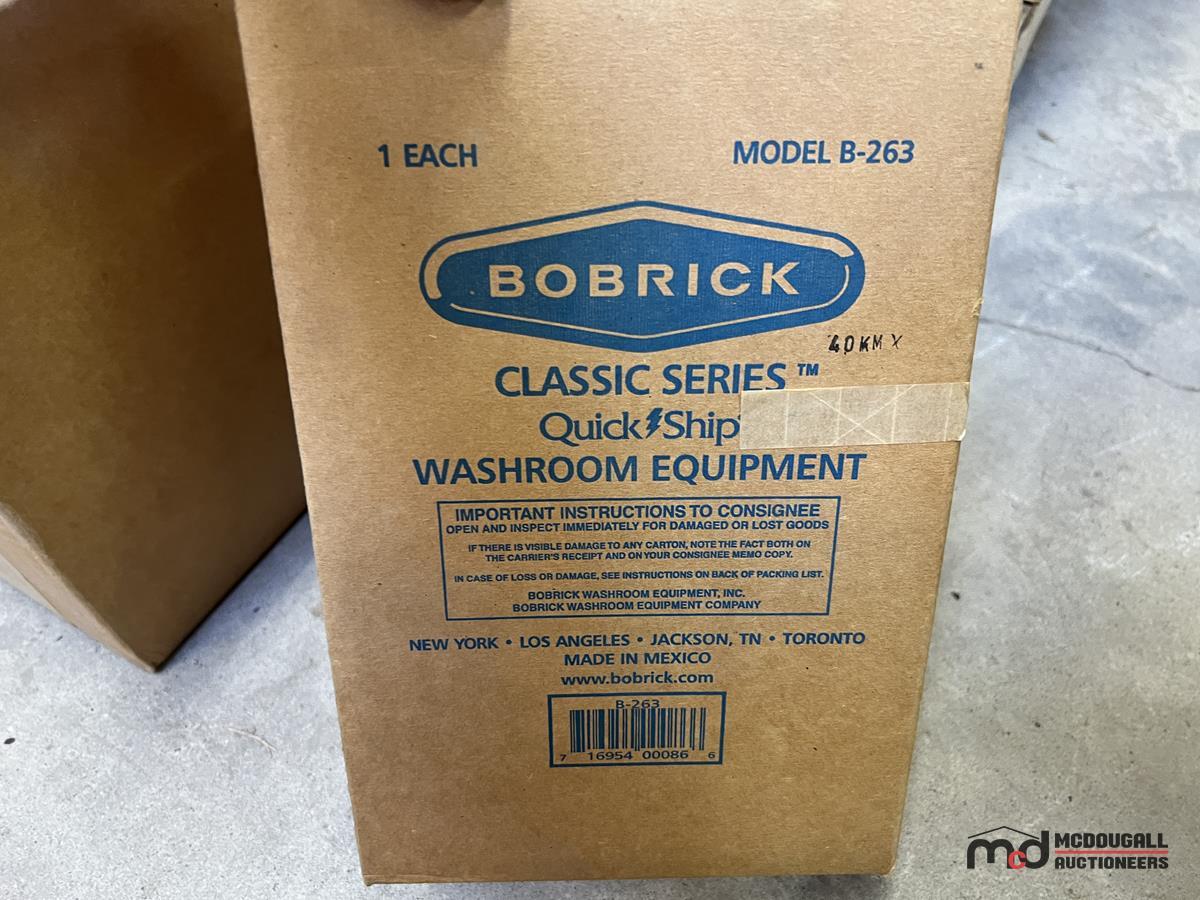 1 EACH MODEL B-263
BOBRICK
40KMX
CLASSIC SERIES™
Quick Ship
WASHROOM EQUIPMENT
IMPORTANT INSTRUCTIONS TO CONSIGNEE
OPEN AND INSPECT IMMEDIATELY FOR DAMAGED OR LOST GOODS
IF THERE IS VISIBLE DAMAGE TO ANY CARTON, NOTE THE FACT BOTH ON
THE CARRIER'S RECEIPT AND ON YOUR CONSIGNEE MEMO COPY.
IN CASE OF LOSS OR DAMAGE, SEE INSTRUCTIONS ON BACK OF PACKING LIST.
BOBRICK WASHROOM EQUIPMENT, INC.
BOBRICK WASHROOM EQUIPMENT COMPANY
NEW YORK • LOS ANGELES • JACKSON, TN • TORONTO
MADE IN MEXICO
www.bobrick.com
B-263
7 16954 00086 6
mcd MCDOUGALL
AUCTIONEERS